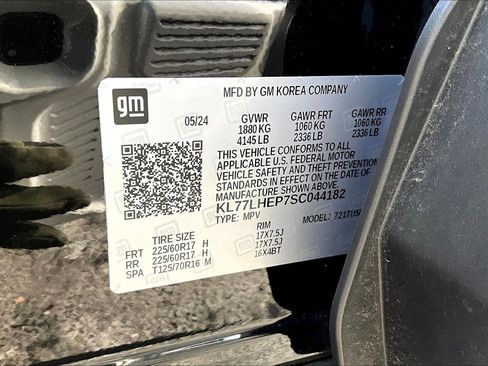 gm
MFD BY GM KOREA COMPANY
05/24 GVWR GAWR FRT GAWR RR
1880 KG 1060 KG 1060 KG
4145 LB 2336 LB 2336 LB
THIS VEHICLE CONFORMS TO ALL
APPLICABLE U.S. FEDERAL MOTOR
VEHICLE SAFETY AND THEFT PREVENTION
STANDARDS IN EFFECT ON THE DATE OF
MANUFACTURE SHOWN ABOVE.
KL77LHEP7SC044182
TYPE: MPV MODEL:
TIRE SIZE RIM
FRT 225/60R17 H 17X7.5J
RR 225/60R17 H 17X7.5J
SPA T125/70R16 M 16X4BT